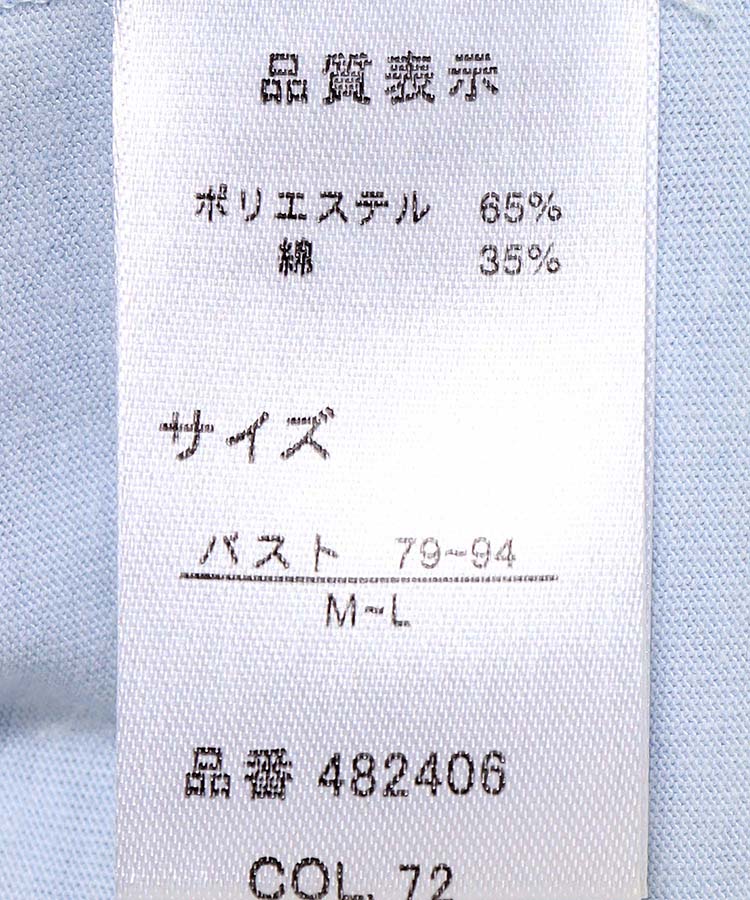 品質表示
ポリエステル 65%
綿 35%
サイズ
バスト 79~94
M~L
品番 482406
COL. 72